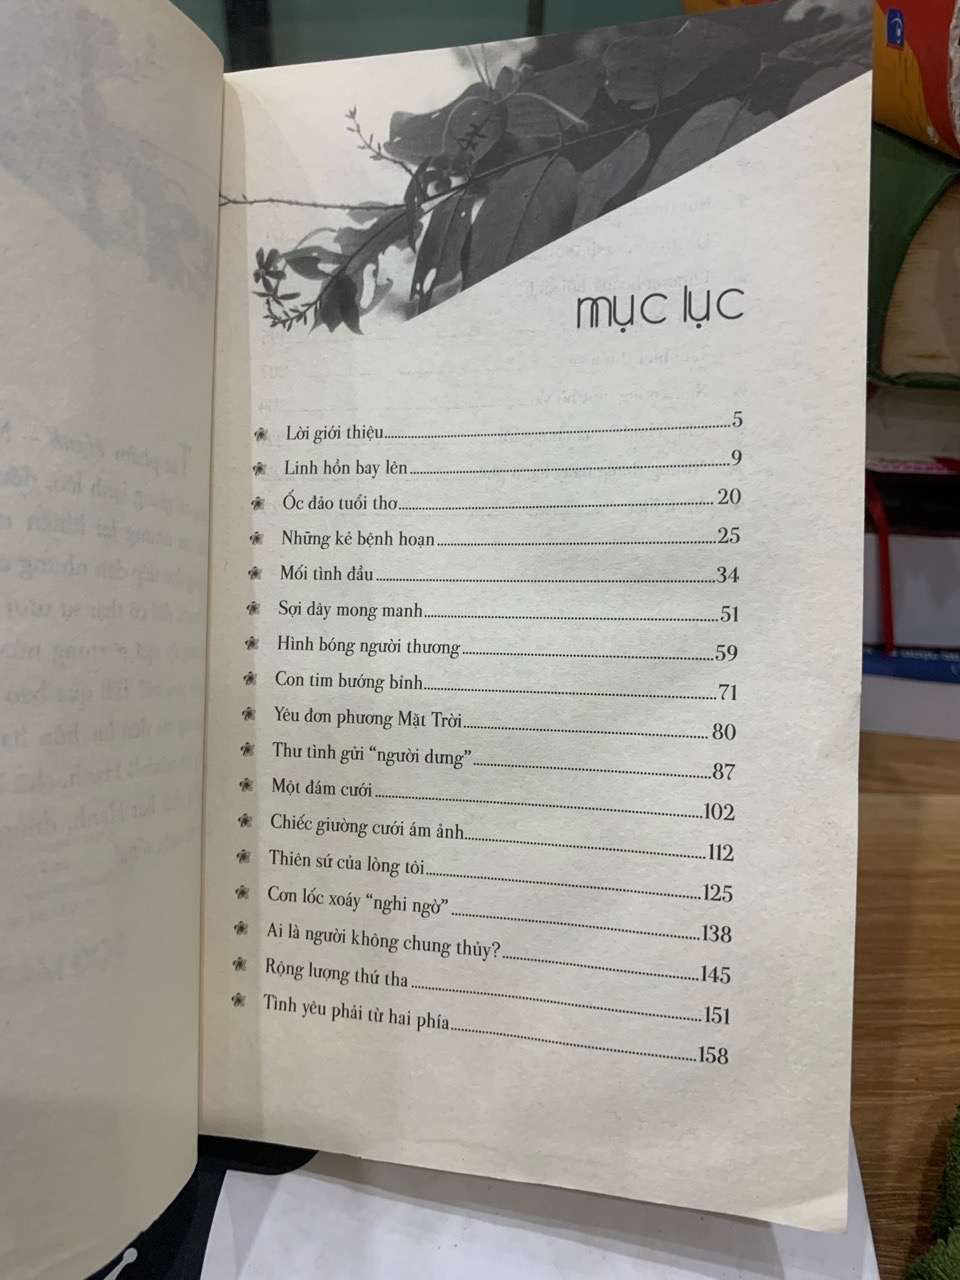 mục lục
Lời giới thiệu 5
Linh hồn bay lên 9
Ốc đảo tuổi thơ 20
Những kẻ bệnh hoạn 25
Mối tình đầu 34
Sợi dây mong manh 51
Hình bóng người thương 59
Con tim bướng bỉnh 71
Yêu đơn phương Mặt Trời 80
Thư tình gửi “người dưng” 87
Một đám cưới 102
Chiếc giường cưới ám ảnh 112
Thiên sứ của lòng tôi 125
Cơn lốc xoáy “nghi ngờ” 138
Ai là người không chung thủy? 145
Rộng lượng thứ tha 151
Tình yêu phải từ hai phía 158